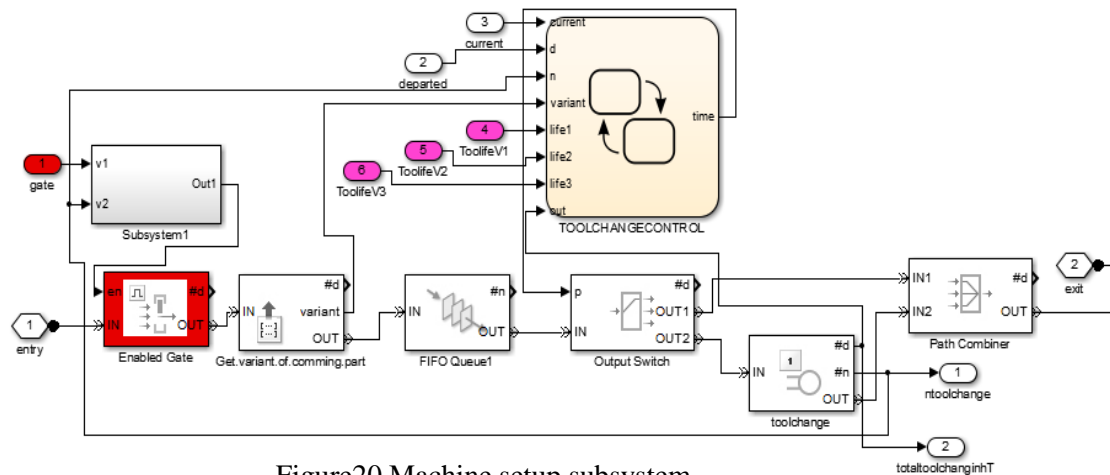 3
current
current
2
departed
d
n
variant
4
ToolifeV1
life1
5
ToolifeV2
life2
6
ToolifeV3
life3
out
time
TOOLCHANGECONTROL
1
gate
v1
v2
Out1
Subsystem1
1
entry
en
IN
#d
OUT
Enabled Gate
IN
[...]
#d
variant
OUT
Get.variant.of.comming.part
IN
#n
OUT
FIFO Queue1
p
IN
#d
OUT1
OUT2
Output Switch
IN
1
#d
#n
OUT
toolchange
IN1
IN2
#d
OUT
Path Combiner
2
exit
1
ntoolchange
2
totaltoolchanginhT
Figure20 Machine setup subsystem